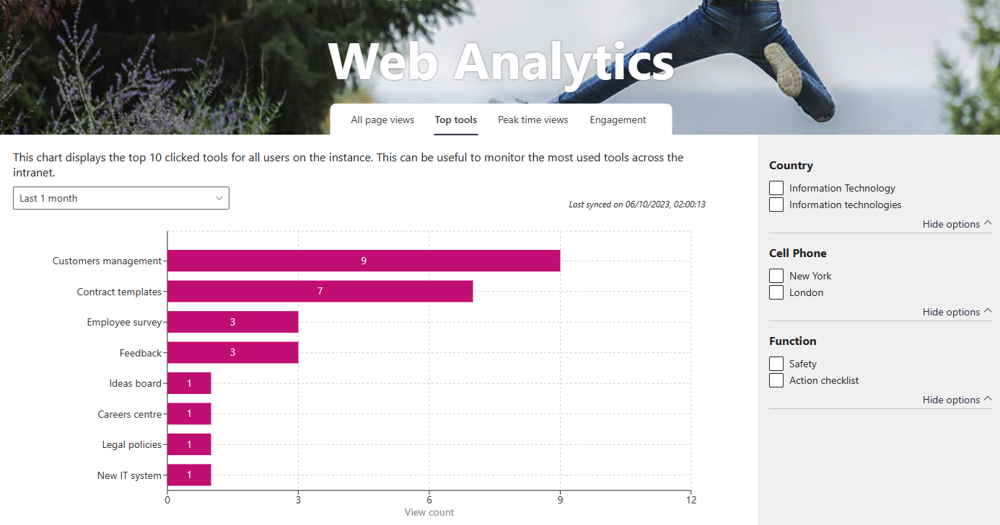 Web Analytics
All page views
Top tools
Peak time views
Engagement
This chart displays the top 10 clicked tools for all users on the instance. This can be useful to monitor the most used tools across the
intranet.
Last 1 month
Last synced on 06/10/2023, 02:00:13
Customers management
9
Contract templates
7
Employee survey
3
Feedback
3
Ideas board
1
Careers centre
1
Legal policies
1
New IT system
1
0
3
6
9
12
View count
Country
Information Technology
Information technologies
Hide options
Cell Phone
New York
London
Hide options
Function
Safety
Action checklist
Hide options